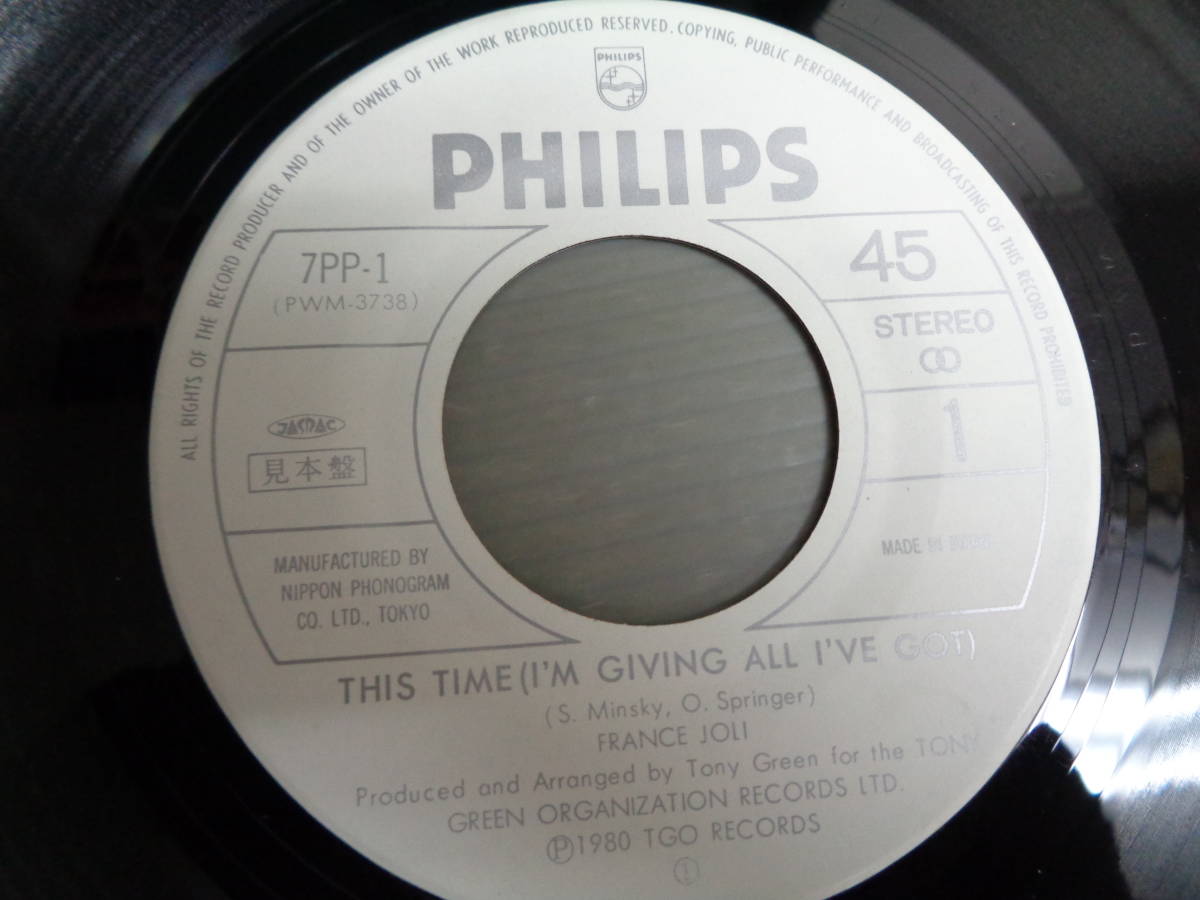 ALL RIGHTS OF THE RECORD PRODUCER AND OF THE OWNER OF THE WORK REPRODUCED RESERVED. COPYING, PUBLIC PERFORMANCE AND BROADCASTING OF THIS RECORD PROHIBITED
PHILIPS
PHILIPS
7PP-1
(PWM-3738)
45
STEREO
1
JASRAC
見本盤
MANUFACTURED BY
NIPPON PHONOGRAM
CO. LTD., TOKYO
MADE IN
THIS TIME (I'M GIVING ALL I'VE GOT)
(S. Minsky, O. Springer)
FRANCE JOLI
Produced and Arranged by Tony Green for the TONY
GREEN ORGANIZATION RECORDS LTD.
Ⓟ1980 TGO RECORDS
①